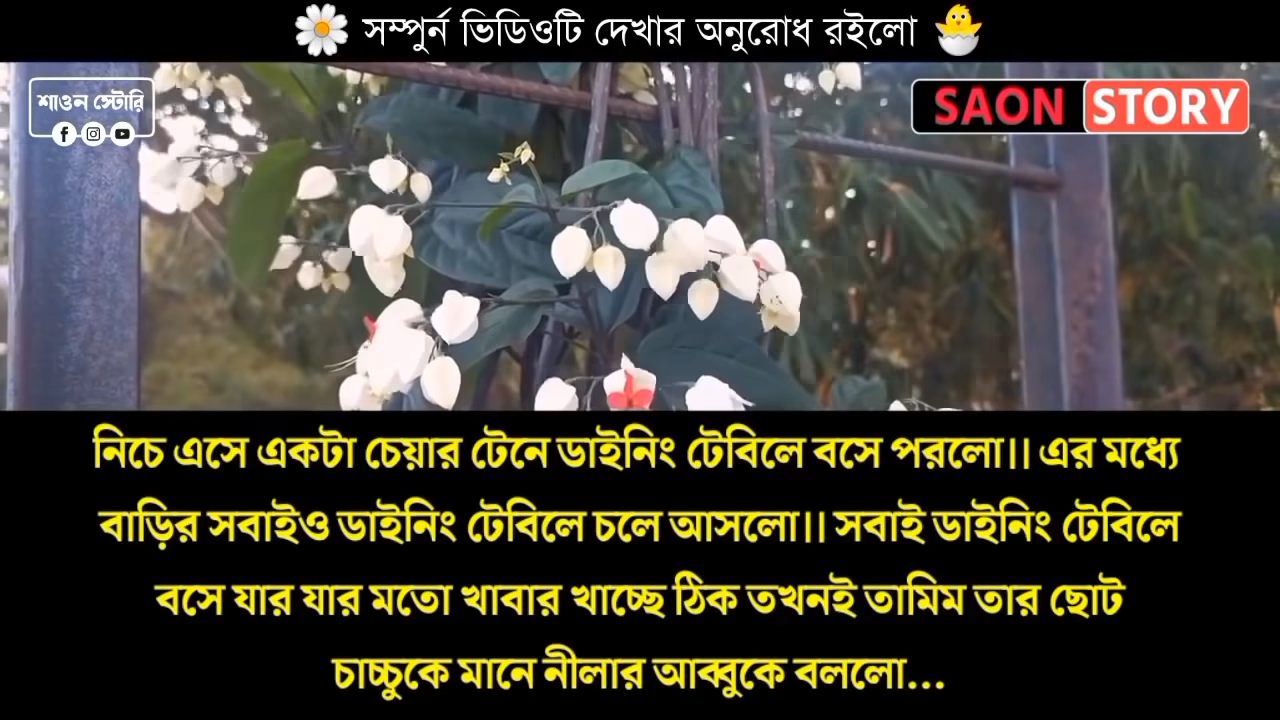 সম্পুর্ন ভিডিওটি দেখার অনুরোধ রইলো
শাওন স্টোরি
SAON STORY
নিচে এসে একটা চেয়ার টেনে ডাইনিং টেবিলে বসে পরলো।। এর মধ্যে
বাড়ির সবাইও ডাইনিং টেবিলে চলে আসলো।। সবাই ডাইনিং টেবিলে
বসে যার যার মতো খাবার খাচ্ছে ঠিক তখনই তামিম তার ছোট
চাচ্চুকে মানে নীলার আব্বুকে বললো...